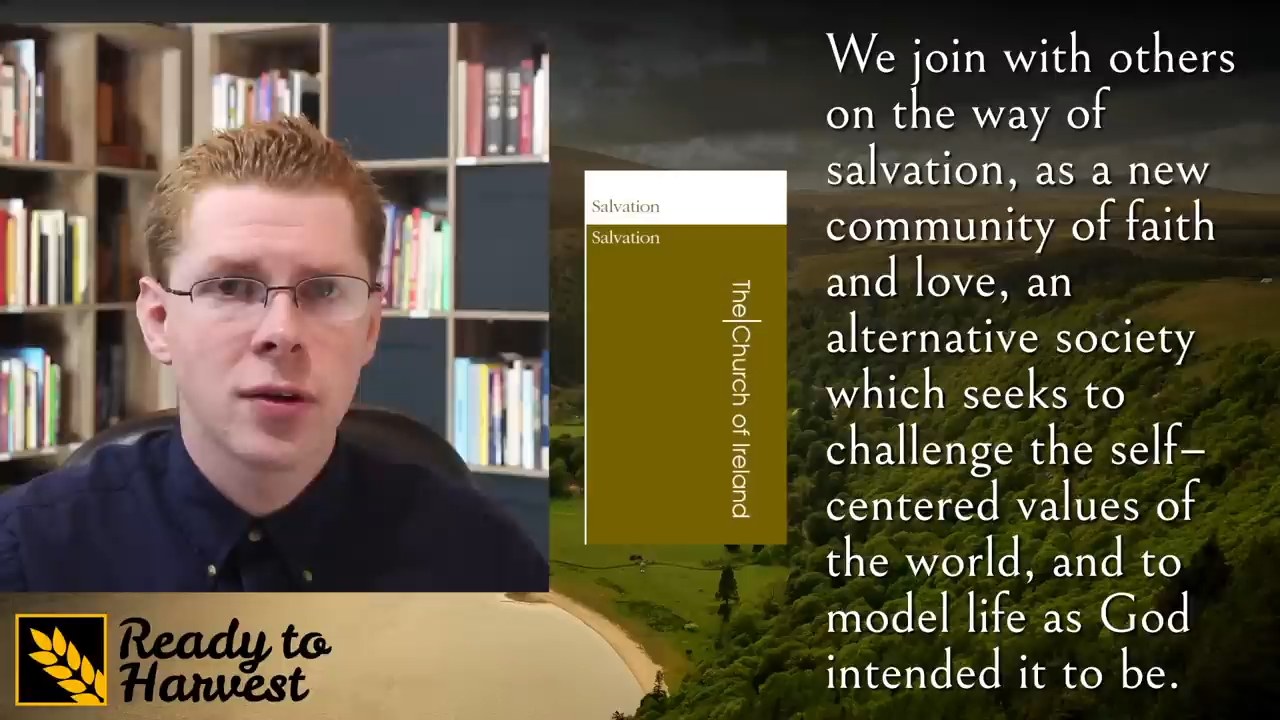 We join with others
on the way of
salvation, as a new
community of faith
and love, an
alternative society
which seeks to
challenge the self–
centered values of
the world, and to
model life as God
intended it to be.
Salvation
Salvation
The Church of Ireland
Ready to
Harvest